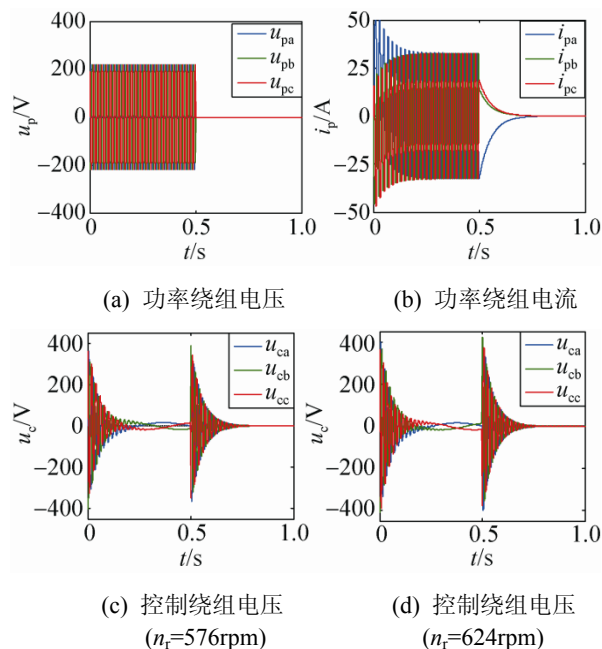 400
200
0
−200
−400
u_p/V
u_pa
u_pb
u_pc
0
0.5
1.0
t/s
(a) 功率绕组电压
50
25
0
−25
−50
i_p/A
i_pa
i_pb
i_pc
0
0.5
1.0
t/s
(b) 功率绕组电流
400
200
0
−200
−400
u_c/V
u_ca
u_cb
u_cc
0
0.5
1.0
t/s
(c) 控制绕组电压
(n_r=576rpm)
400
200
0
−200
−400
u_c/V
u_ca
u_cb
u_cc
0
0.5
1.0
t/s
(d) 控制绕组电压
(n_r=624rpm)